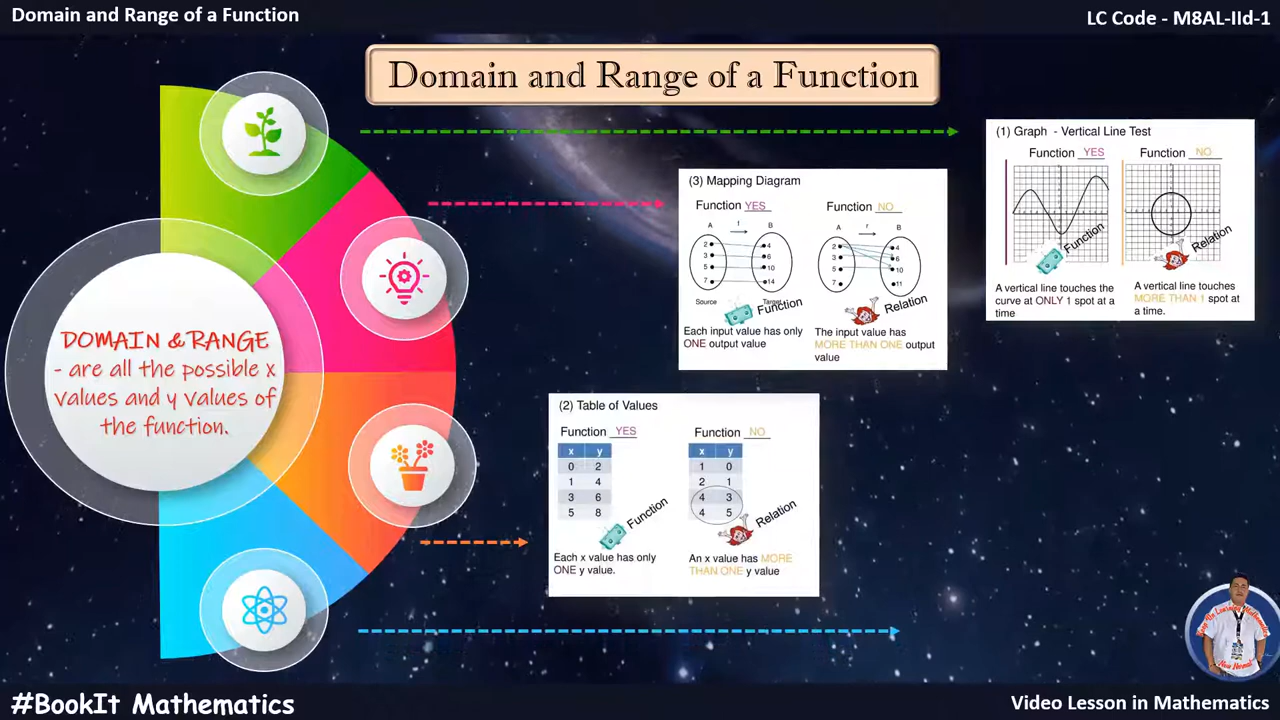 Domain and Range of a Function
LC Code - M8AL-IId-1
Domain and Range of a Function
DOMAIN & RANGE
- are all the possible x
values and y values of
the function.
(1) Graph - Vertical Line Test
Function YES
Function NO
Function
Relation
A vertical line touches the
curve at ONLY 1 spot at a
time
A vertical line touches
MORE THAN 1 spot at
a time.
(3) Mapping Diagram
Function YES
Function NO
A f B
2 4
3 6
5 10
7 14
Source Target
Function
Each input value has only
ONE output value
A r B
2 4
3 6
5 10
7 11
Relation
The input value has
MORE THAN ONE output
value
(2) Table of Values
Function YES
x y
0 2
1 4
3 6
5 8
Function
Each x value has only
ONE y value.
Function NO
x y
1 0
2 1
4 3
4 5
Relation
An x value has MORE
THAN ONE y value
Keep On Learning Mathematics
New Normal
#BookIt Mathematics
Video Lesson in Mathematics